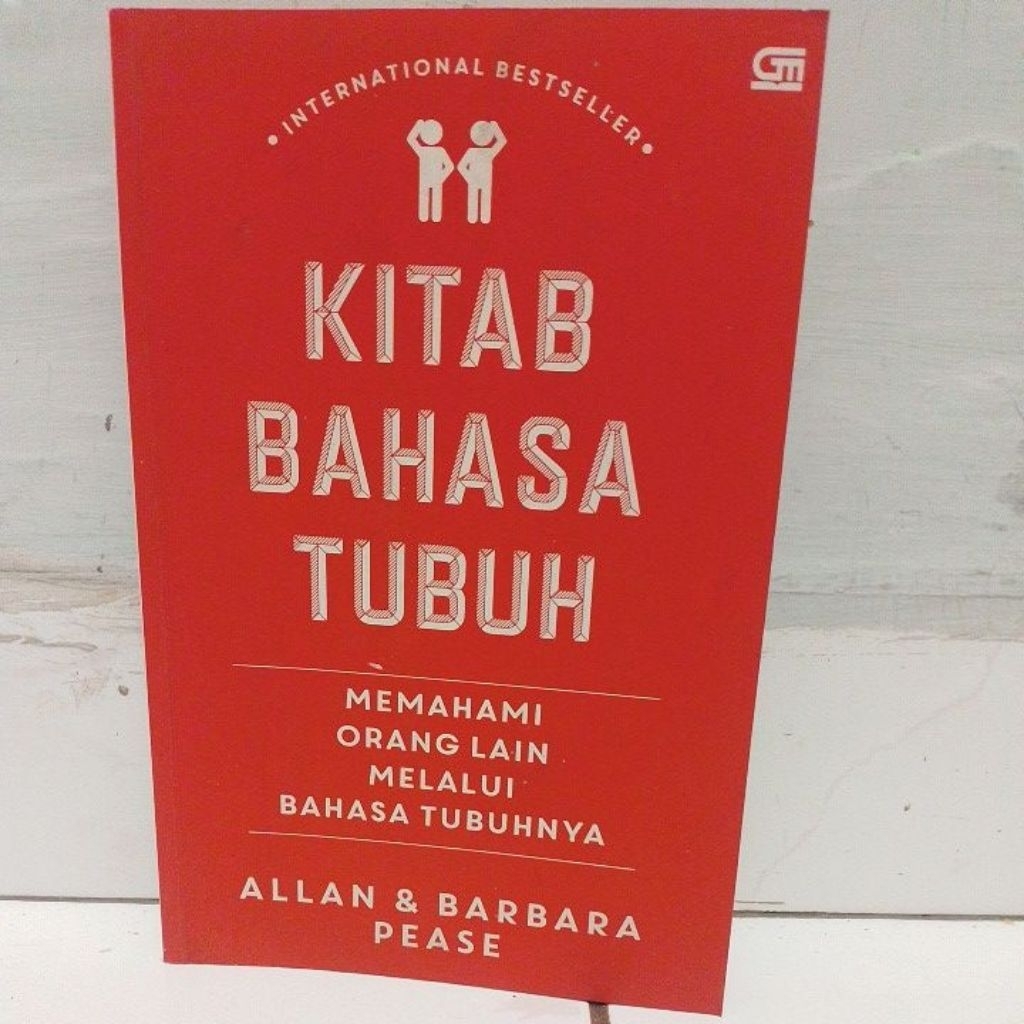 • INTERNATIONAL BESTSELLER •
GM
KITAB
BAHASA
TUBUH
MEMAHAMI
ORANG LAIN
MELALUI
BAHASA TUBUHNYA
ALLAN & BARBARA
PEASE